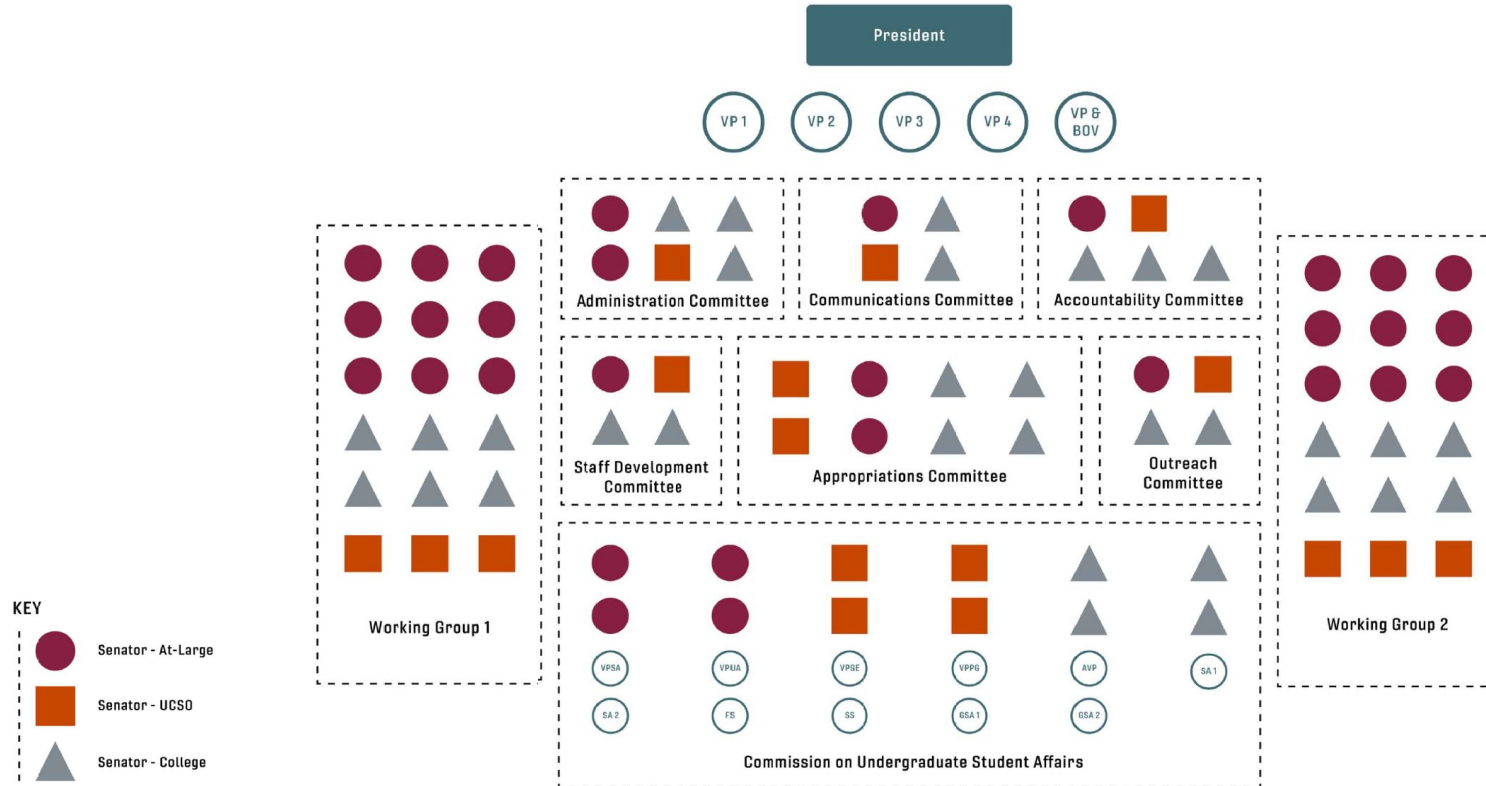 President
VP 1
VP 2
VP 3
VP 4
VP &
BOV
Administration Committee
Communications Committee
Accountability Committee
Staff Development
Committee
Appropriations Committee
Outreach
Committee
Working Group 1
Working Group 2
VPSA
VPUA
VPGE
VPPG
AVP
SA 1
SA 2
FS
SS
GSA 1
GSA 2
Commission on Undergraduate Student Affairs
KEY
Senator - At-Large
Senator - UCSO
Senator - College